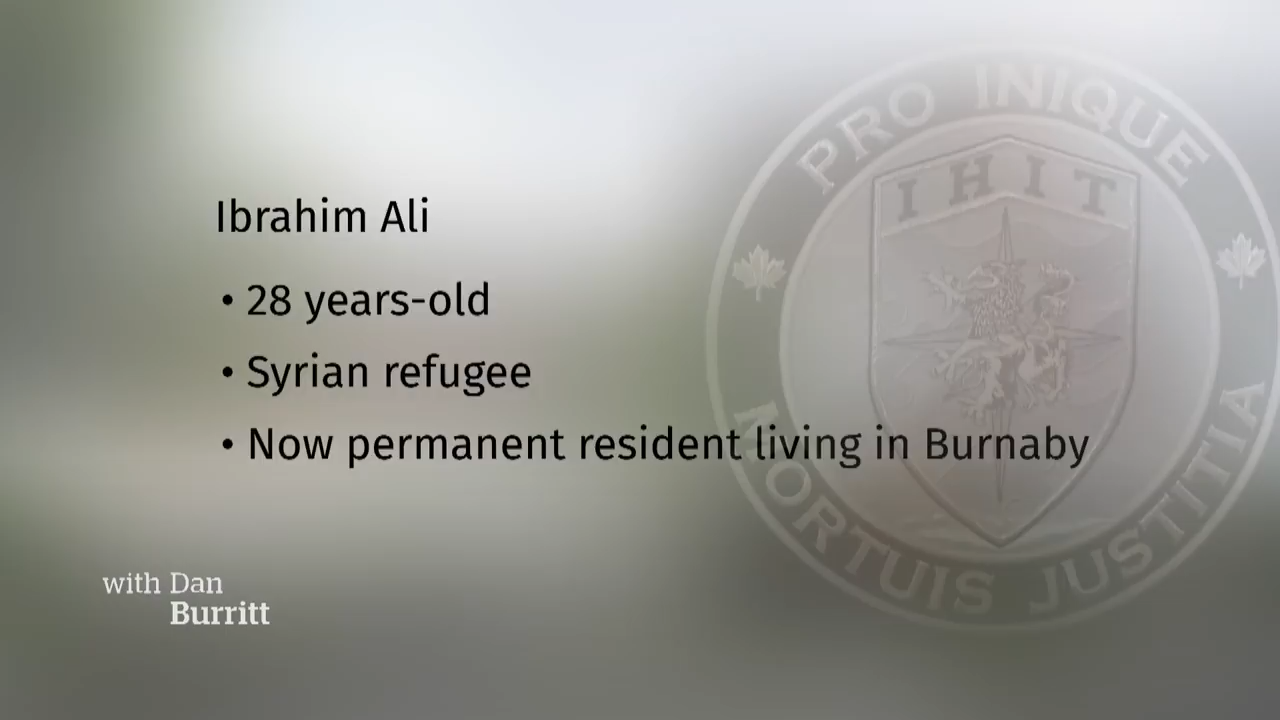 PRO INIQUE
IHIT
Ibrahim Ali
• 28 years-old
• Syrian refugee
• Now permanent resident living in Burnaby
MORTUIS JUSTITIA
with Dan
Burritt